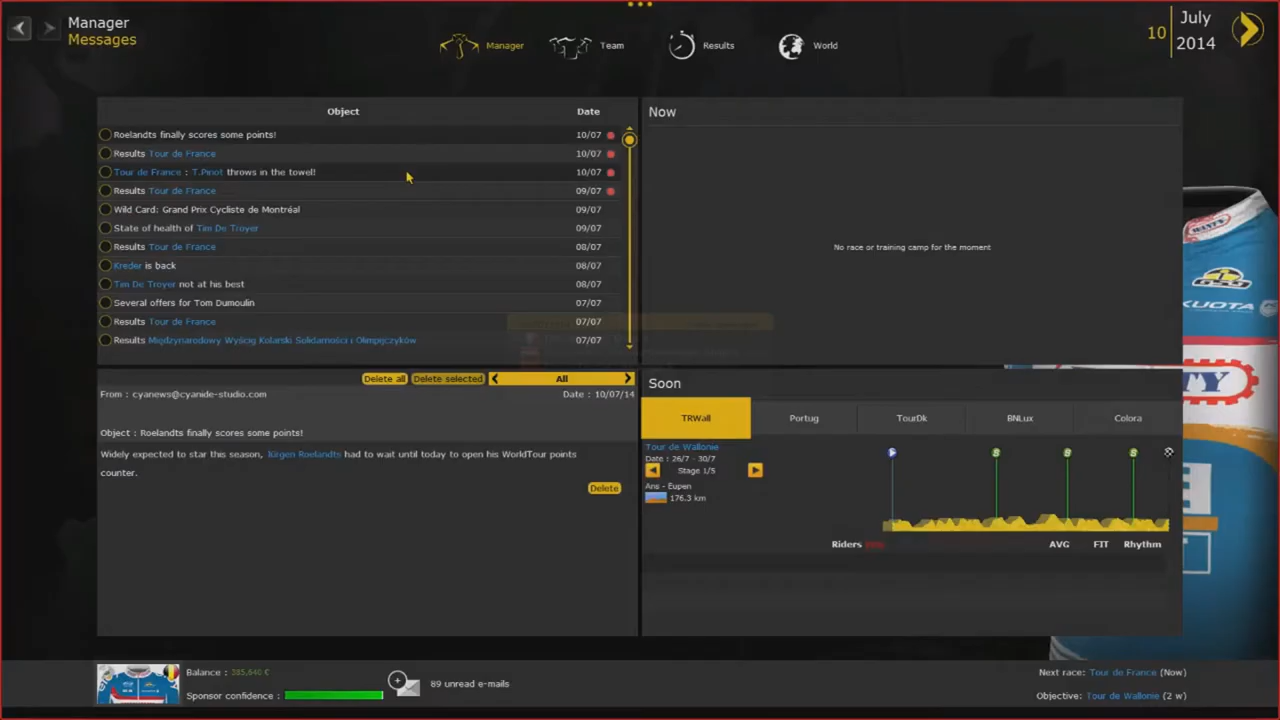 Manager
Messages
Manager
Team
Results
World
10
July
2014
Object
Date
Roelandts finally scores some points! 10/07
Results Tour de France 10/07
Tour de France : T.Pinot throws in the towel! 10/07
Results Tour de France 09/07
Wild Card: Grand Prix Cycliste de Montréal 09/07
State of health of Tim De Troyer 09/07
Results Tour de France 08/07
Kreder is back 08/07
Tim De Troyer not at his best 08/07
Several offers for Tom Dumoulin 07/07
Results Tour de France 07/07
Results Międzynarodowy Wyścig Kolarski Solidarności i Olimpijczyków 07/07
Delete all
Delete selected
All
From : cyanews@cyanide-studio.com
Date : 10/07/14
Object : Roelandts finally scores some points!
Widely expected to star this season, Jürgen Roelandts had to wait until today to open his WorldTour points
counter.
Delete
Now
No race or training camp for the moment
Soon
TRWall
Portug
TourDk
BNLux
Colora
Tour de Wallonie
Date : 26/7 - 30/7
Stage 1/5
Ans - Eupen
176.3 km
Riders
AVG
FIT
Rhythm
KUOTA
Balance : 385,640 €
Sponsor confidence :
89 unread e-mails
Next race: Tour de France (Now)
Objective: Tour de Wallonie (2 w)